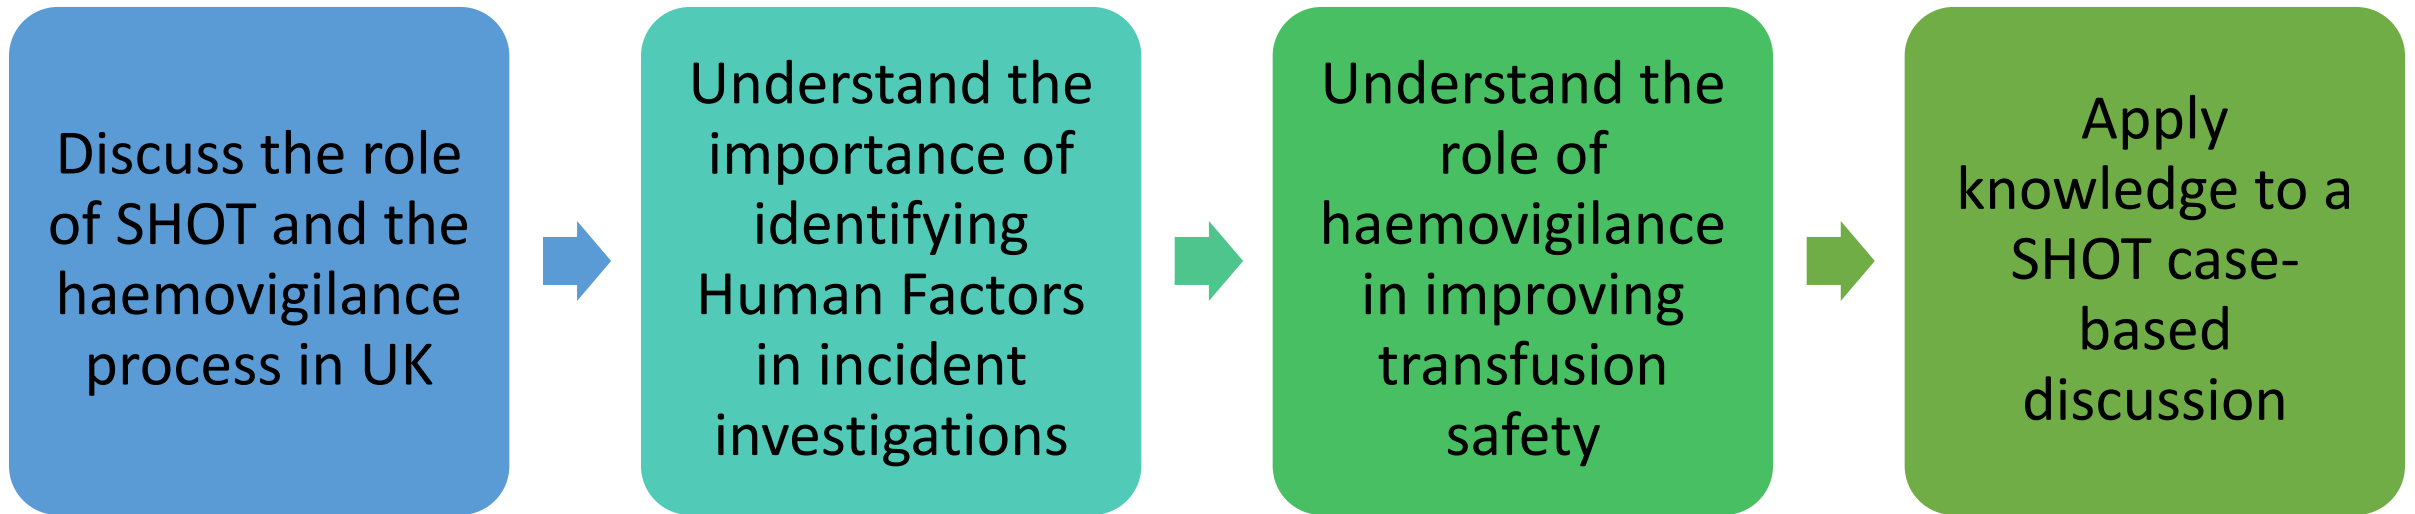 Discuss the role
of SHOT and the
haemovigilance
process in UK
Understand the
importance of
identifying
Human Factors
in incident
investigations
Understand the
role of
haemovigilance
in improving
transfusion
safety
Apply
knowledge to a
SHOT case-
based
discussion